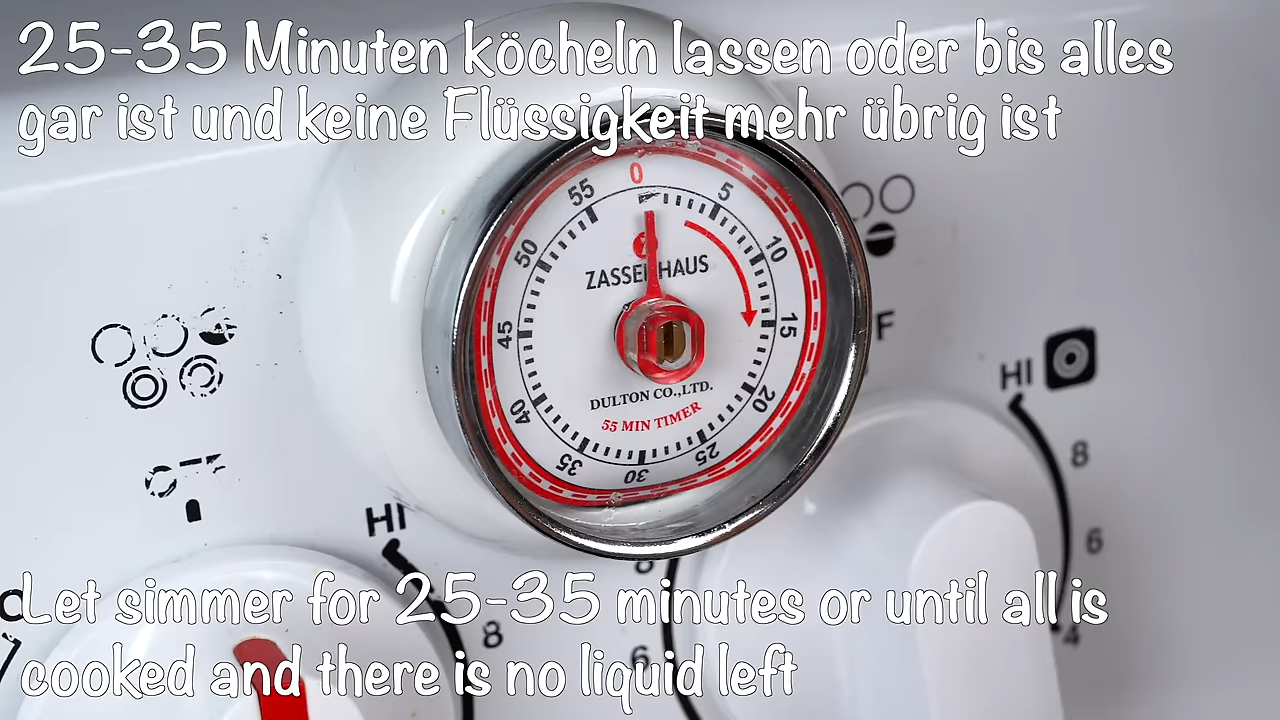 25-35 Minuten köcheln lassen oder bis alles
gar ist und keine Flüssigkeit mehr übrig ist
0
5
10
15
20
25
30
35
40
45
50
55
ZASSENHAUS
DULTON CO.,LTD.
55 MIN TIMER
F
HI
8
6
4
HI
8
8
6
Let simmer for 25-35 minutes or until all is
cooked and there is no liquid left